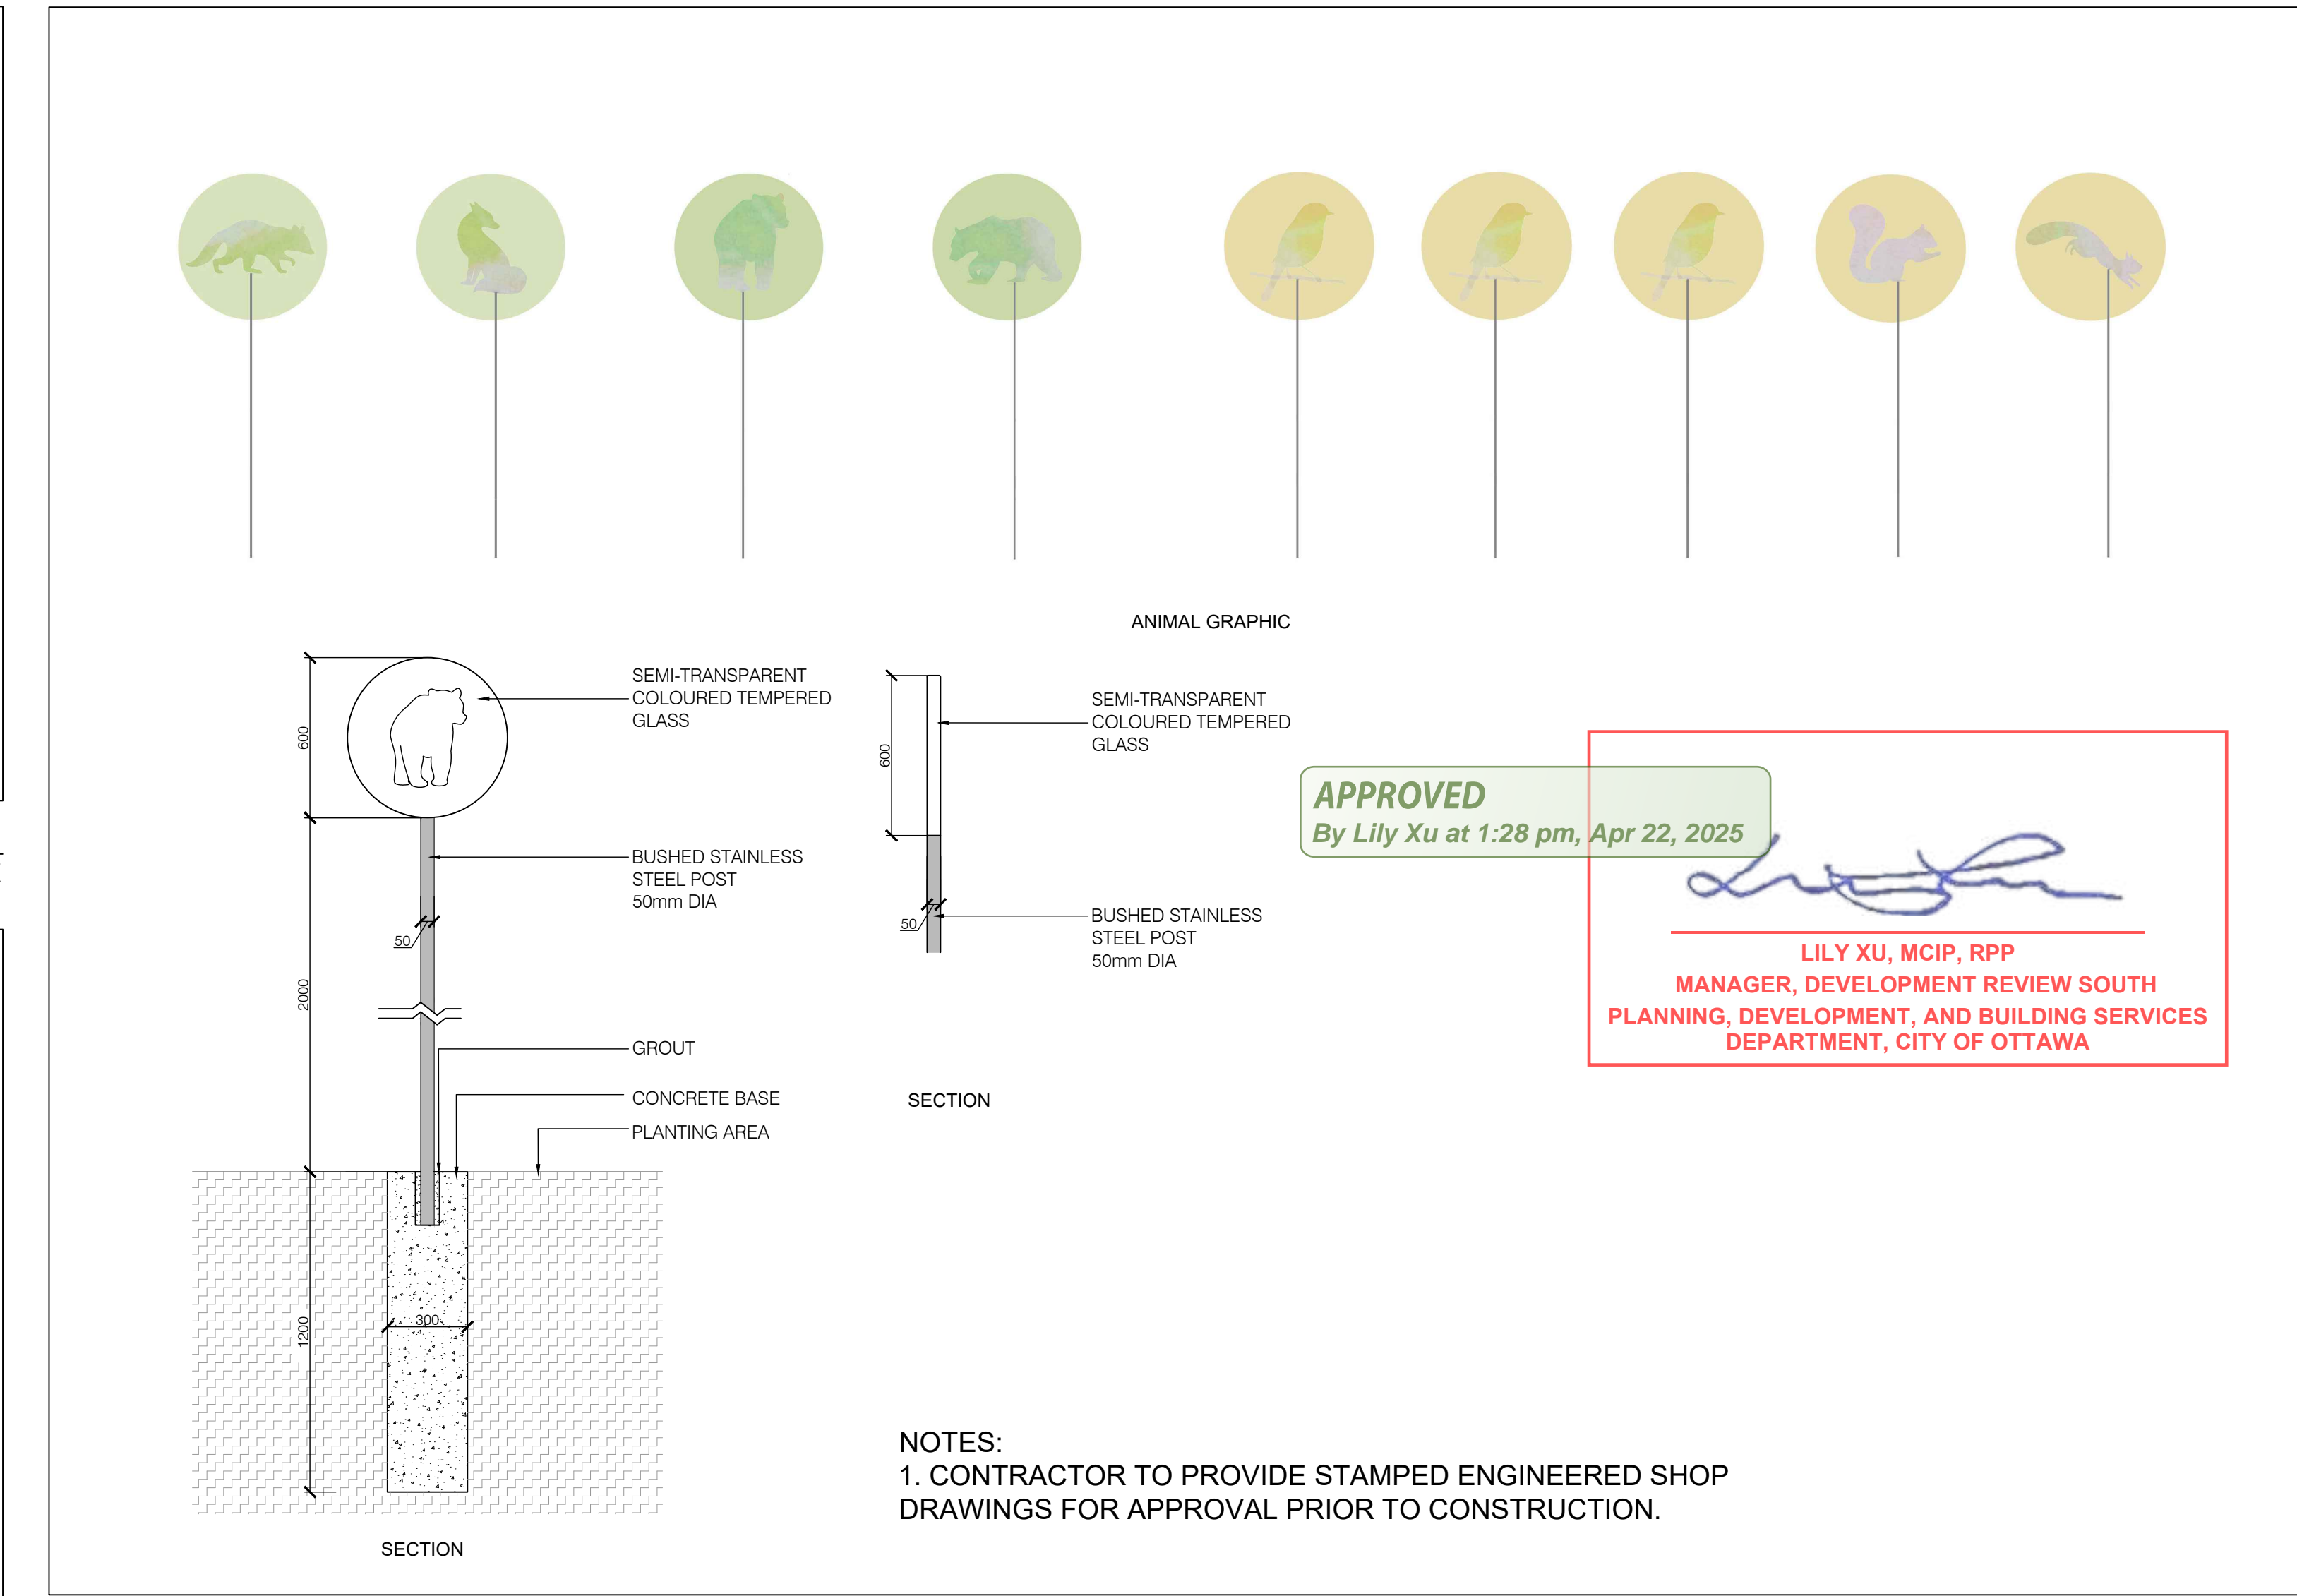 ANIMAL GRAPHIC
600
SEMI-TRANSPARENT
COLOURED TEMPERED
GLASS
BUSHED STAINLESS
STEEL POST
50mm DIA
50
2000
GROUT
CONCRETE BASE
PLANTING AREA
300
1200
SECTION
600
SEMI-TRANSPARENT
COLOURED TEMPERED
GLASS
50
BUSHED STAINLESS
STEEL POST
50mm DIA
SECTION
APPROVED
By Lily Xu at 1:28 pm, Apr 22, 2025
LILY XU, MCIP, RPP
MANAGER, DEVELOPMENT REVIEW SOUTH
PLANNING, DEVELOPMENT, AND BUILDING SERVICES
DEPARTMENT, CITY OF OTTAWA
NOTES:
1. CONTRACTOR TO PROVIDE STAMPED ENGINEERED SHOP
DRAWINGS FOR APPROVAL PRIOR TO CONSTRUCTION.